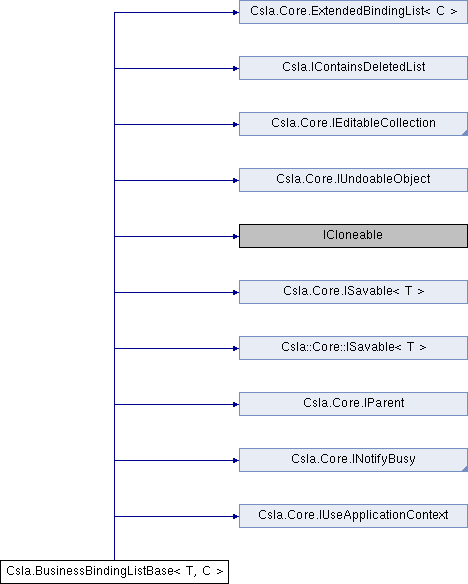 Csla.Core.ExtendedBindingList< C >
Csla.IContainsDeletedList
Csla.Core.IEditableCollection
Csla.Core.IUndoableObject
ICloneable
Csla.Core.ISavable< T >
Csla::Core::ISavable< T >
Csla.Core.IParent
Csla.Core.INotifyBusy
Csla.Core.IUseApplicationContext
Csla.BusinessBindingListBase< T, C >